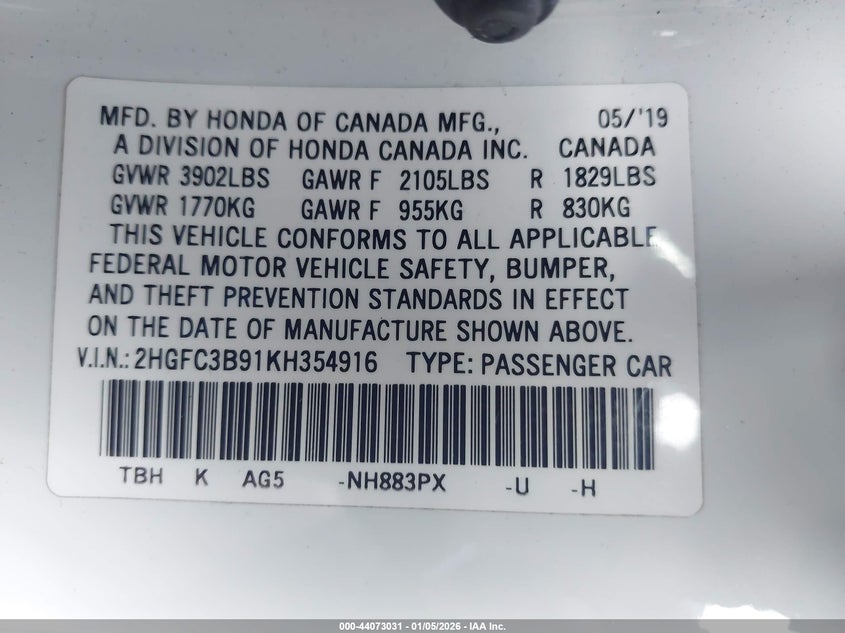 MFD. BY HONDA OF CANADA MFG., 05/'19
A DIVISION OF HONDA CANADA INC. CANADA
GVWR 3902LBS GAWR F 2105LBS R 1829LBS
GVWR 1770KG GAWR F 955KG R 830KG
THIS VEHICLE CONFORMS TO ALL APPLICABLE
FEDERAL MOTOR VEHICLE SAFETY, BUMPER,
AND THEFT PREVENTION STANDARDS IN EFFECT
ON THE DATE OF MANUFACTURE SHOWN ABOVE.
V.I.N.: 2HGFC3B91KH354916 TYPE: PASSENGER CAR
TBH K AG5 -NH883PX -U -H
000-44073031 - 01/05/2026 - IAA Inc.